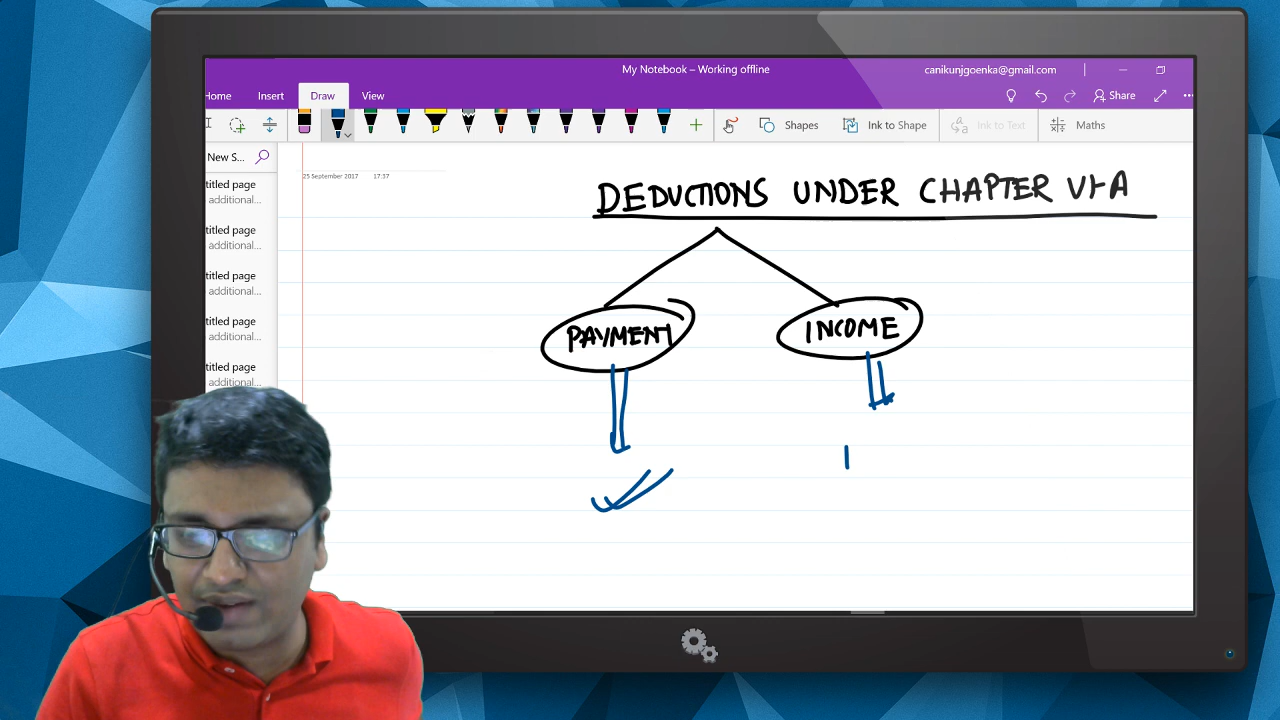 My Notebook – Working offline
canikunjgoenka@gmail.com
Home Insert Draw View
Share
Shapes
Ink to Shape
Ink to Text
Maths
New S...
titled page
additional...
titled page
additional...
titled page
additional...
titled page
additional...
titled page
additional...
25 September 2017 17:37
DEDUCTIONS UNDER CHAPTER VI-A
PAYMENT
INCOME